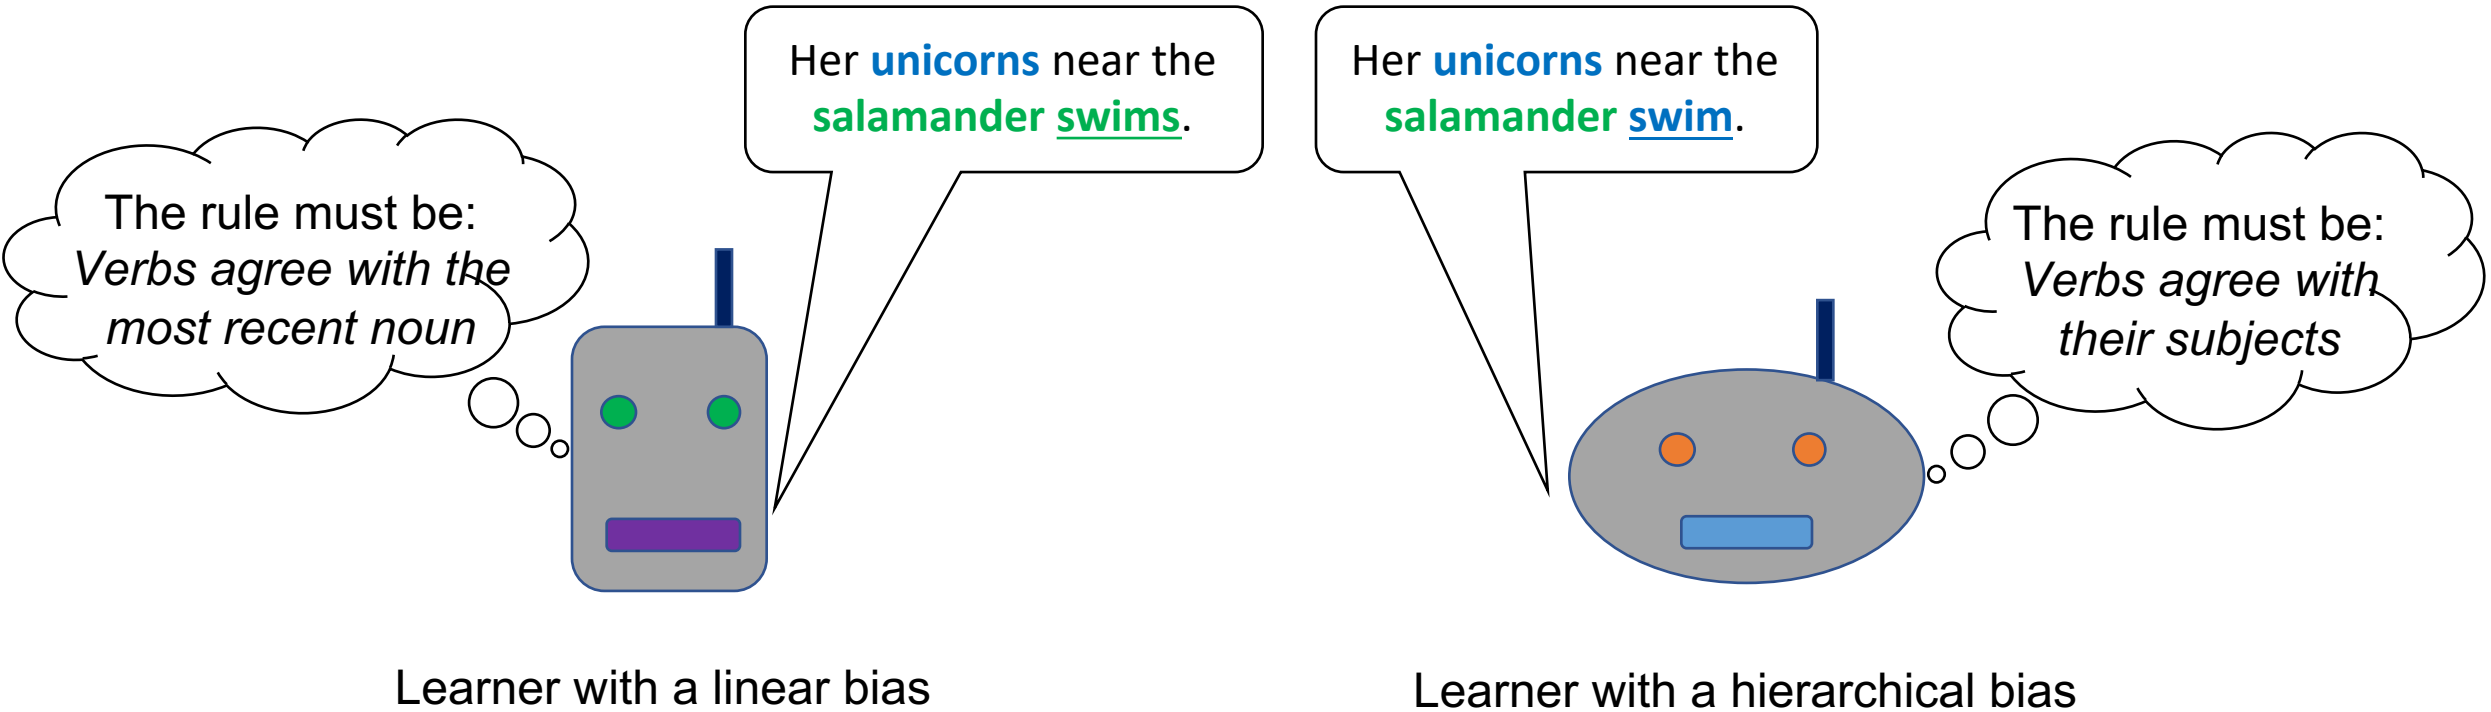 Her unicorns near the
salamander swims.
Her unicorns near the
salamander swim.
The rule must be:
Verbs agree with the
most recent noun
The rule must be:
Verbs agree with
their subjects
Learner with a linear bias
Learner with a hierarchical bias